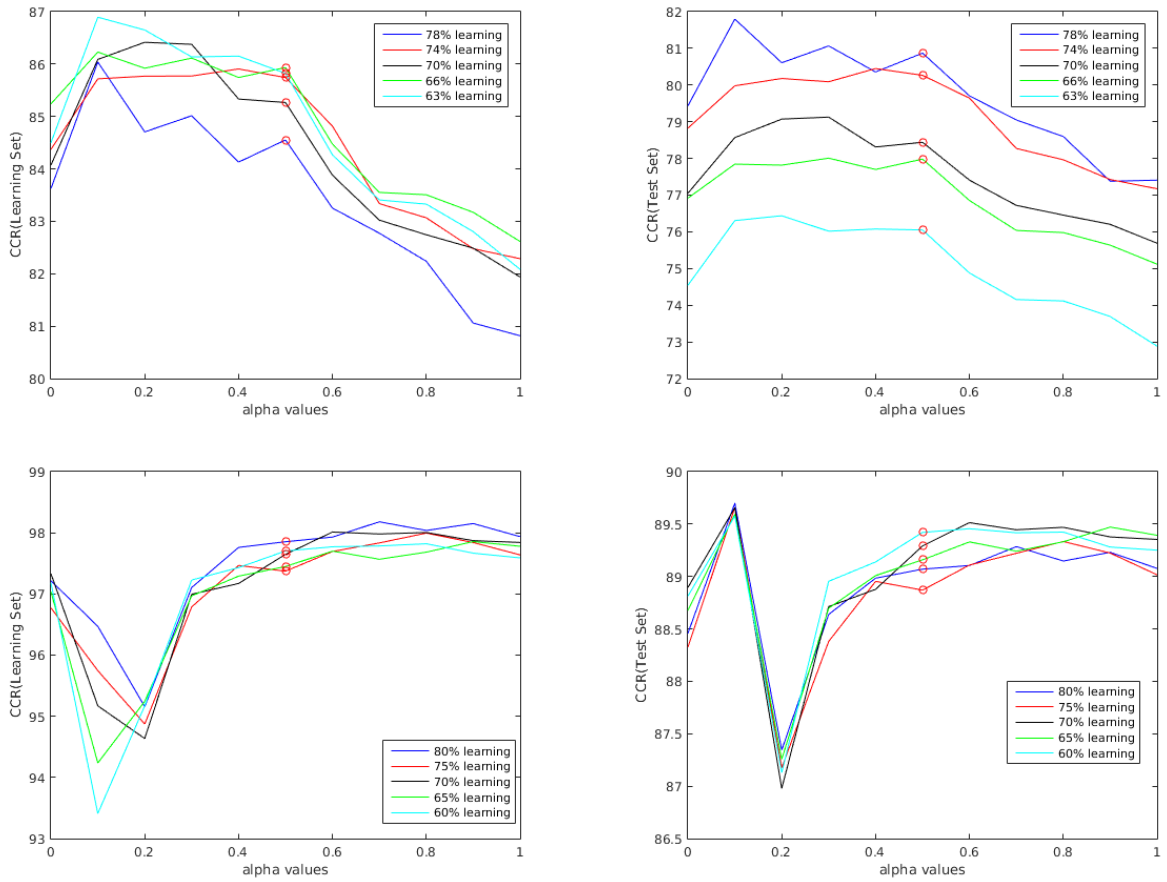 87
86
85
84
83
82
81
80
CCR(Learning Set)
0
0.2
0.4
0.6
0.8
1
alpha values
78% learning
74% learning
70% learning
66% learning
63% learning
82
81
80
79
78
77
76
75
74
73
72
CCR(Test Set)
0
0.2
0.4
0.6
0.8
1
alpha values
78% learning
74% learning
70% learning
66% learning
63% learning
99
98
97
96
95
94
93
CCR(Learning Set)
0
0.2
0.4
0.6
0.8
1
alpha values
80% learning
75% learning
70% learning
65% learning
60% learning
90
89.5
89
88.5
88
87.5
87
86.5
CCR(Test Set)
0
0.2
0.4
0.6
0.8
1
alpha values
80% learning
75% learning
70% learning
65% learning
60% learning